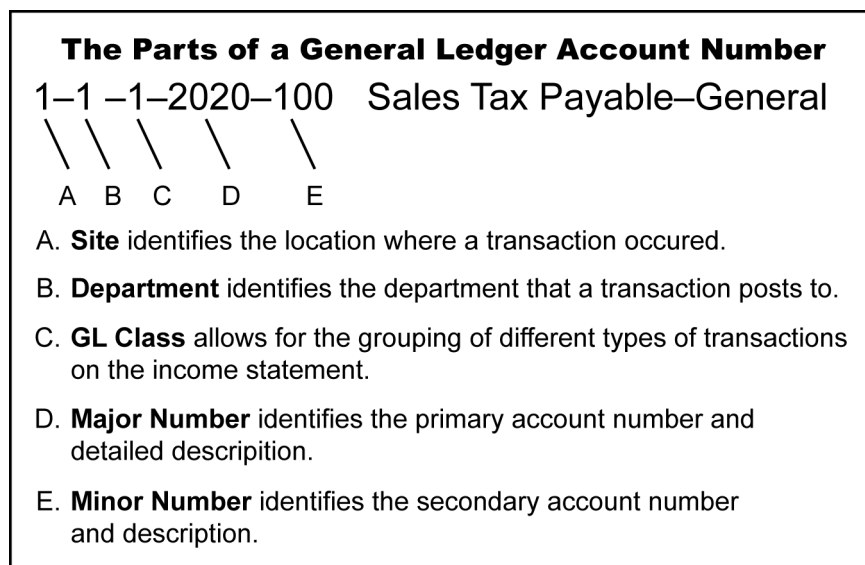 The Parts of a General Ledger Account Number
1–1 –1–2020–100 Sales Tax Payable–General
A B C D E
A. Site identifies the location where a transaction occured.
B. Department identifies the department that a transaction posts to.
C. GL Class allows for the grouping of different types of transactions
on the income statement.
D. Major Number identifies the primary account number and
detailed descripition.
E. Minor Number identifies the secondary account number
and description.